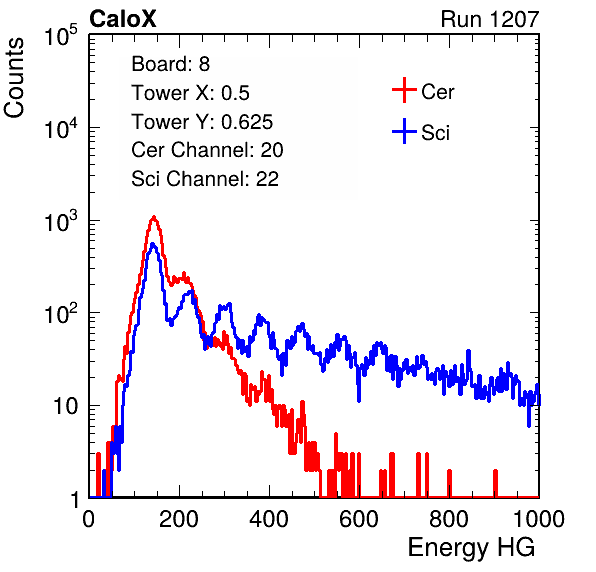 CaloX Run 1207
Counts
Board: 8
Tower X: 0.5
Tower Y: 0.625
Cer Channel: 20
Sci Channel: 22
Cer
Sci
10^5
10^4
10^3
10^2
10
1
0 200 400 600 800 1000
Energy HG